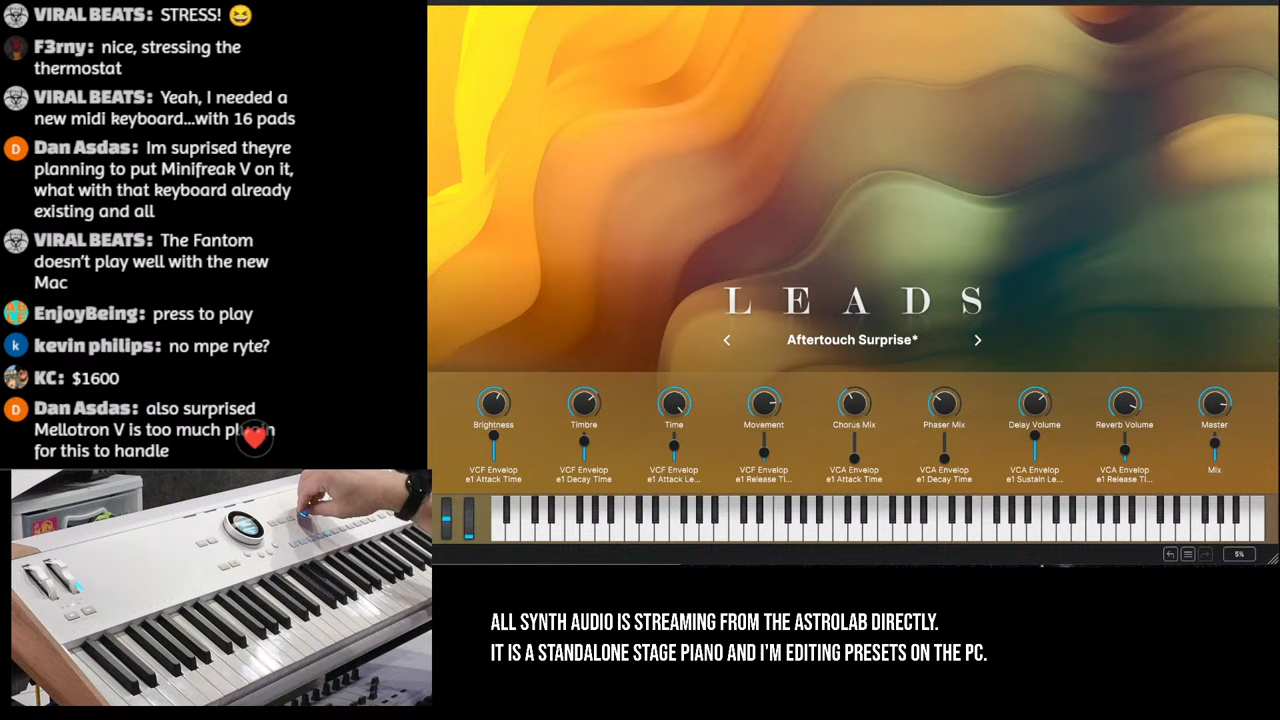 VIRAL BEATS: STRESS! 😆
F3rny: nice, stressing the
thermostat
VIRAL BEATS: Yeah, I needed a
new midi keyboard...with 16 pads
D Dan Asdas: Im suprised theyre
planning to put Minifreak V on it,
what with that keyboard already
existing and all
VIRAL BEATS: The Fantom
doesn't play well with the new
Mac
EnjoyBeing: press to play
k kevin philips: no mpe ryte?
KC: $1600
D Dan Asdas: also surprised
Mellotron V is too much
for this to handle
LEADS
Aftertouch Surprise*
Brightness
Timbre
Time
Movement
Chorus Mix
Phaser Mix
Delay Volume
Reverb Volume
Master
VCF Envelop
e1 Attack Time
VCF Envelop
e1 Decay Time
VCF Envelop
e1 Attack Le...
VCF Envelop
e1 Release Ti...
VCA Envelop
e1 Attack Time
VCA Envelop
e1 Decay Time
VCA Envelop
e1 Sustain Le...
VCA Envelop
e1 Release Ti...
Mix
5%
ALL SYNTH AUDIO IS STREAMING FROM THE ASTROLAB DIRECTLY.
IT IS A STANDALONE STAGE PIANO AND I'M EDITING PRESETS ON THE PC.